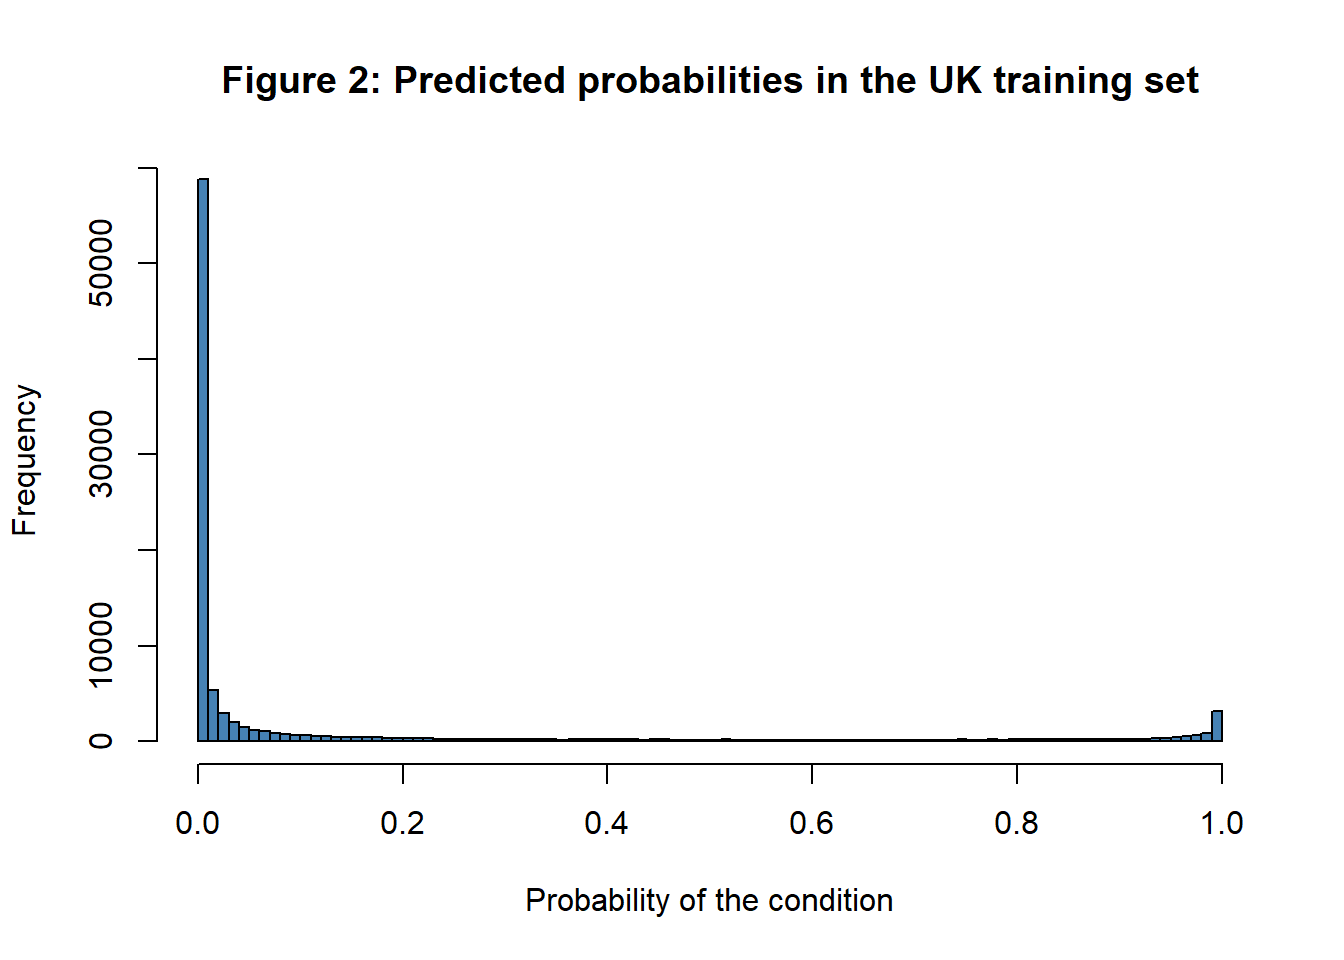 Figure 2: Predicted probabilities in the UK training set
50000
30000
10000
0
Frequency
0.0 0.2 0.4 0.6 0.8 1.0
Probability of the condition